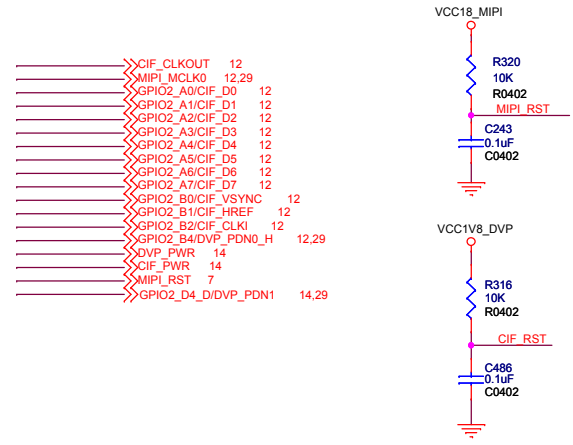 CIF_CLKOUT 12
MIPI_MCLK0 12,29
GPIO2_A0/CIF_D0 12
GPIO2_A1/CIF_D1 12
GPIO2_A2/CIF_D2 12
GPIO2_A3/CIF_D3 12
GPIO2_A4/CIF_D4 12
GPIO2_A5/CIF_D5 12
GPIO2_A6/CIF_D6 12
GPIO2_A7/CIF_D7 12
GPIO2_B0/CIF_VSYNC 12
GPIO2_B1/CIF_HREF 12
GPIO2_B2/CIF_CLKI 12
GPIO2_B4/DVP_PDN0_H 12,29
DVP_PWR 14
CIF_PWR 14
MIPI_RST 7
GPIO2_D4_D/DVP_PDN1 14,29
VCC18_MIPI
R320
10K
R0402
MIPI_RST
C243
0.1uF
C0402
VCC1V8_DVP
R316
10K
R0402
CIF_RST
C486
0.1uF
C0402